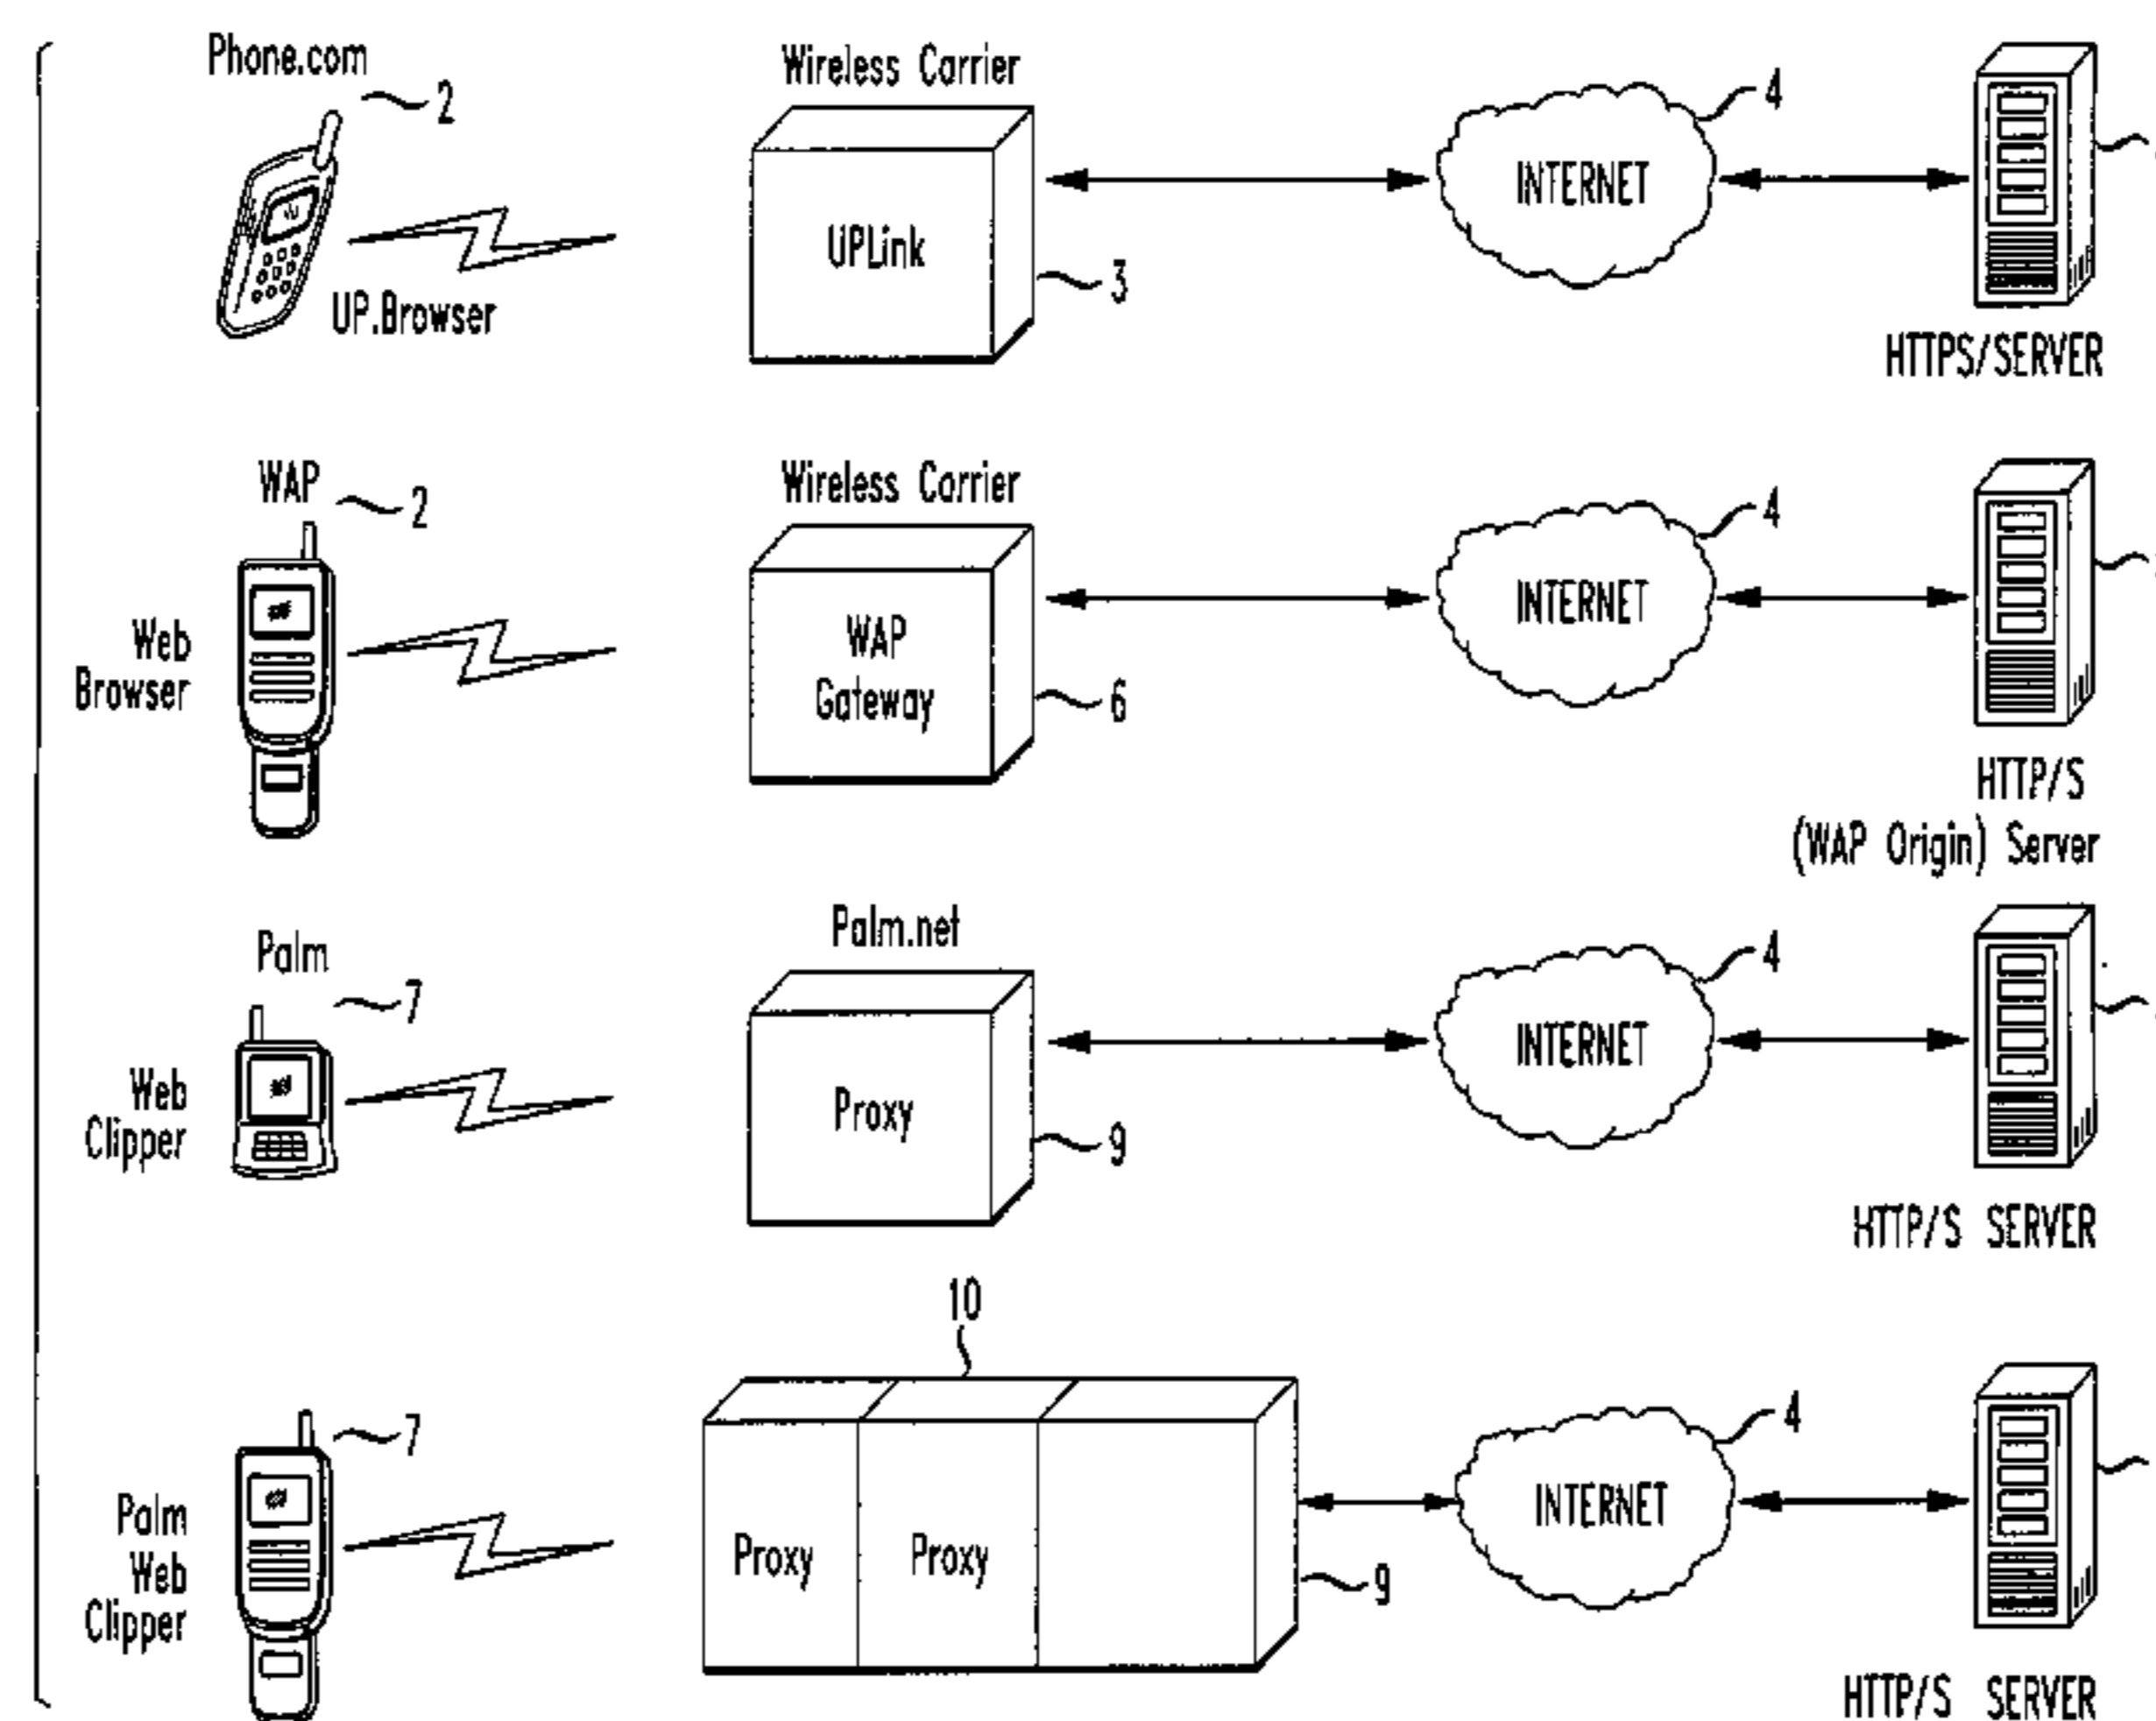 Phone.com
2
UP.Browser
Wireless Carrier
UPLink
3
4
INTERNET
HTTPS/SERVER
WAP
2
Web
Browser
Wireless Carrier
WAP
Gateway
6
4
INTERNET
HTTP/S
(WAP Origin) Server
Palm
7
Web
Clipper
Palm.net
Proxy
9
4
INTERNET
HTTP/S SERVER
7
Palm
Web
Clipper
10
Proxy
Proxy
9
4
INTERNET
HTTP/S SERVER